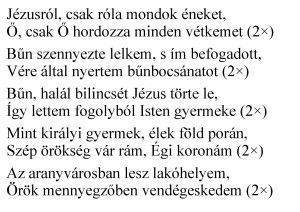 Jézusról, csak róla mondok éneket,
Ő, csak Ő hordozza minden vétkemet (2×)
Bűn szennyezte lelkem, s ím befogadott,
Vére által nyertem bűnbocsánatot (2×)
Bűn, halál bilincsét Jézus törte le,
Így lettem fogolyból Isten gyermeke (2×)
Mint királyi gyermek, élek föld porán,
Szép örökség vár rám, Égi koronám (2×)
Az aranyvárosban lesz lakóhelyem,
Örök mennyegzőben vendégeskedem (2×)